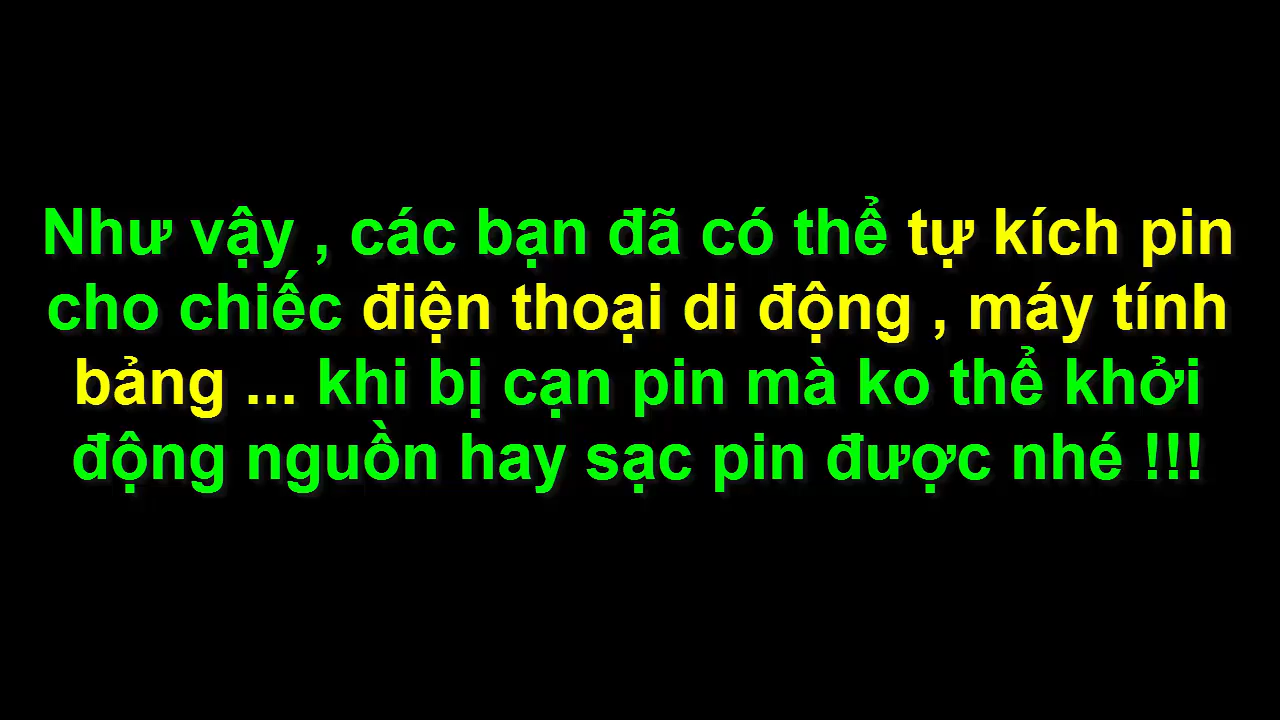 Như vậy , các bạn đã có thể tự kích pin
cho chiếc điện thoại di động , máy tính
bảng ... khi bị cạn pin mà ko thể khởi
động nguồn hay sạc pin được nhé !!!